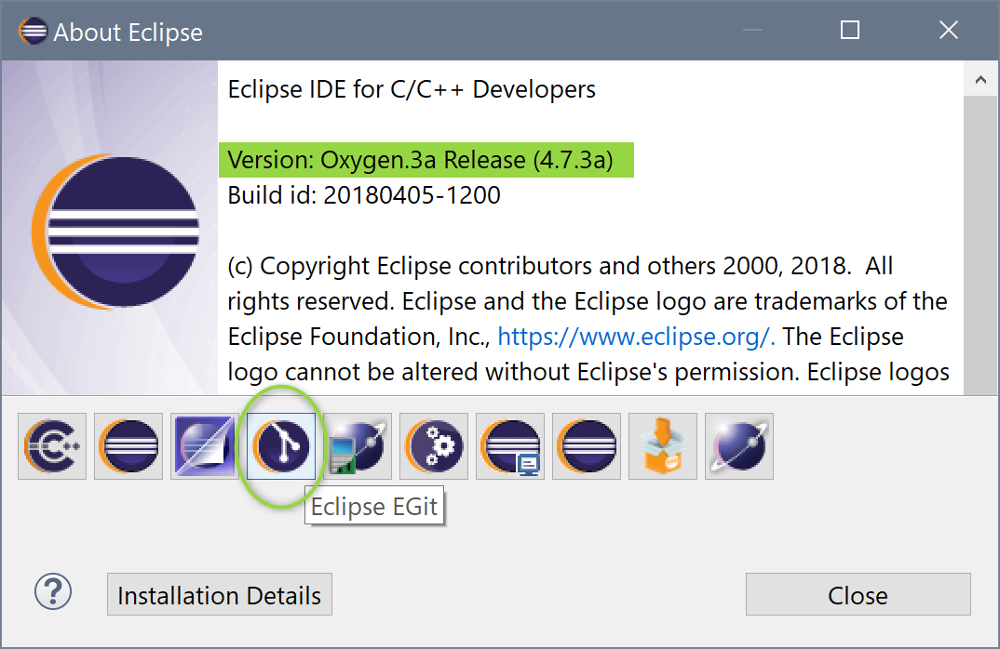 About Eclipse
Eclipse IDE for C/C++ Developers
Version: Oxygen.3a Release (4.7.3a)
Build id: 20180405-1200
(c) Copyright Eclipse contributors and others 2000, 2018.  All
rights reserved. Eclipse and the Eclipse logo are trademarks of the
Eclipse Foundation, Inc., https://www.eclipse.org/. The Eclipse
logo cannot be altered without Eclipse's permission. Eclipse logos
C++
Eclipse EGit
?
Installation Details
Close